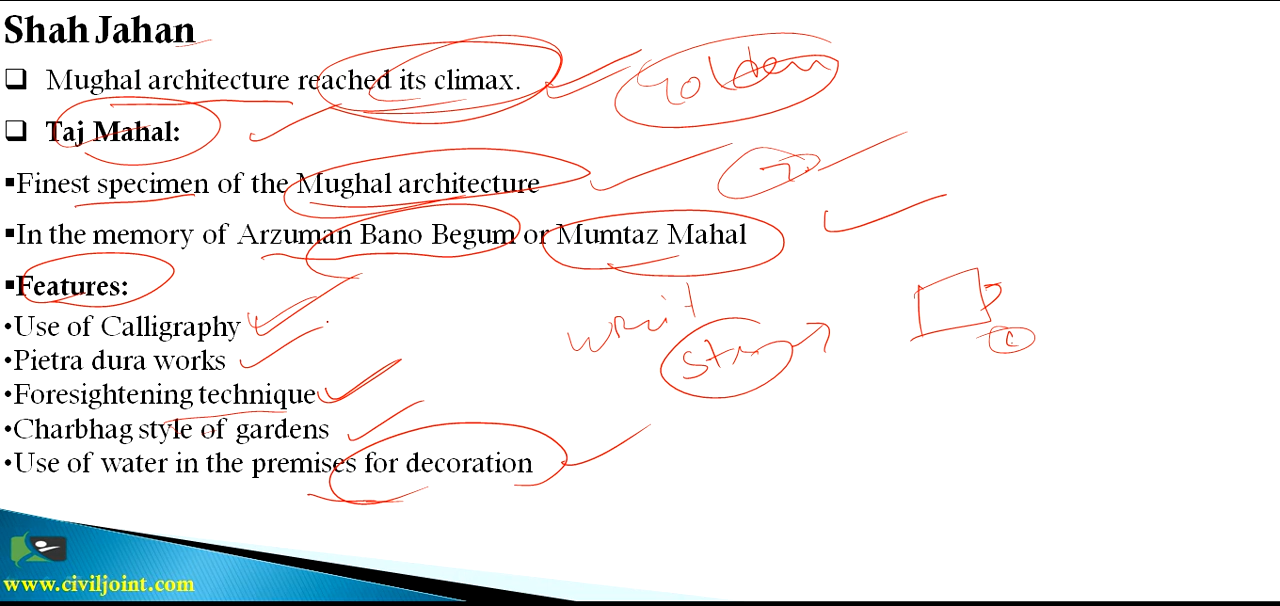 Shah Jahan
❑ Mughal architecture reached its climax.
Golden
❑ Taj Mahal:
▪Finest specimen of the Mughal architecture
7
▪In the memory of Arzuman Bano Begum or Mumtaz Mahal
▪Features:
•Use of Calligraphy
•Pietra dura works
•Foresightening technique
•Charbhag style of gardens
•Use of water in the premises for decoration
www.civiljoint.com